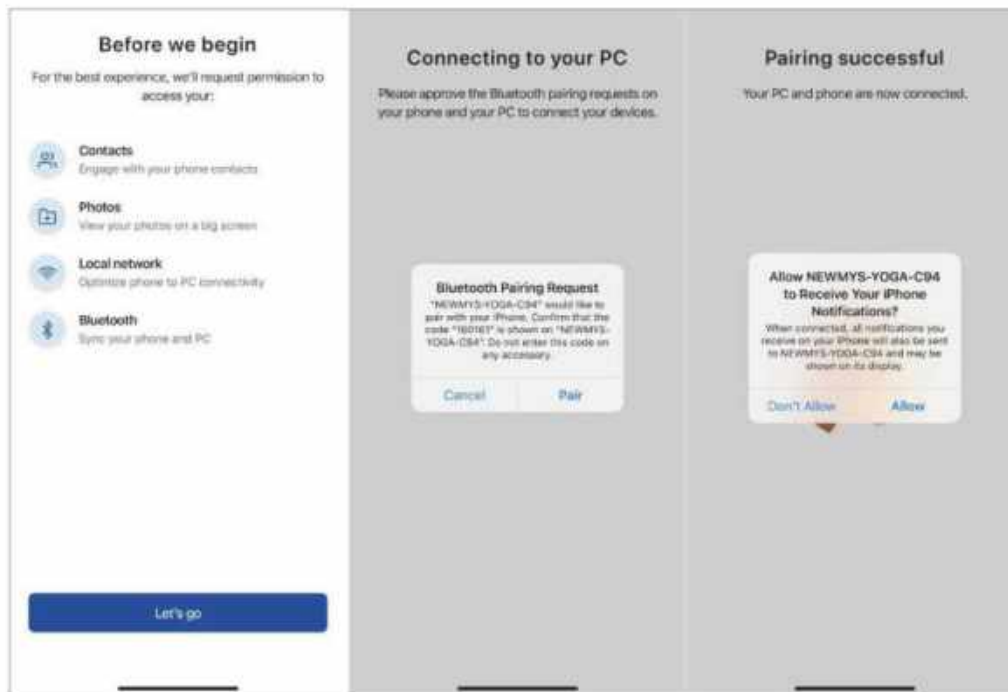 Before we begin
For the best experience, we'll request permission to
access your:
Contacts
Engage with your phone contacts
Photos
View your photos on a big screen
Local network
Optimize phone to PC connectivity
Bluetooth
Sync your phone and PC
Let's go
Connecting to your PC
Please approve the Bluetooth pairing requests on
your phone and your PC to connect your devices.
Bluetooth Pairing Request
"NEWMYS-YOGA-C94" would like to
pair with your iPhone. Confirm that the
code "160161" is shown on "NEWMYS-
YOGA-C94". Do not enter this code on
any accessory.
Cancel
Pair
Pairing successful
Your PC and phone are now connected.
Allow NEWMYS-YOGA-C94
to Receive Your iPhone
Notifications?
When connected, all notifications you
receive on your iPhone will also be sent
to NEWMYS-YOGA-C94 and may be
shown on its display.
Don't Allow
Allow